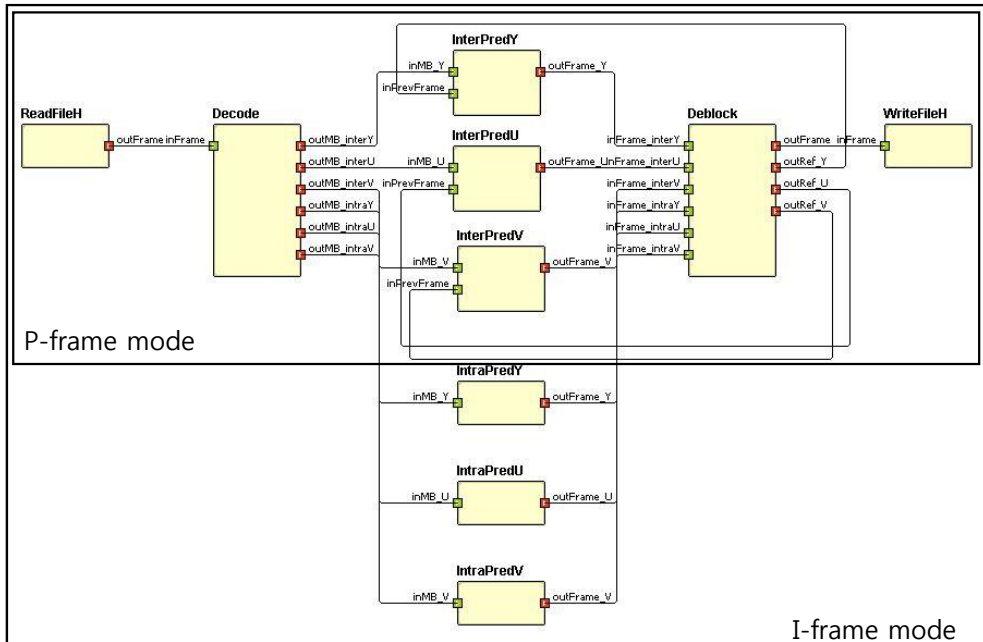 InterPredY
inMB_Y
outFrame_Y
inPrevFrame
ReadFileH
Decode
Deblock
WriteFileH
outFrame
inFrame
outMB_interY
outMB_interU
outMB_interV
outMB_intraY
outMB_intraU
outMB_intraV
InterPredU
inMB_U
outFrame_U
inPrevFrame
inFrame_interY
inFrame_interU
inFrame_interV
inFrame_intraY
inFrame_intraU
inFrame_intraV
outFrame
inFrame
outRef_Y
outRef_U
outRef_V
InterPredV
inMB_V
outFrame_V
inPrevFrame
P-frame mode
IntraPredY
inMB_Y
outFrame_Y
IntraPredU
inMB_U
outFrame_U
IntraPredV
inMB_V
outFrame_V
I-frame mode